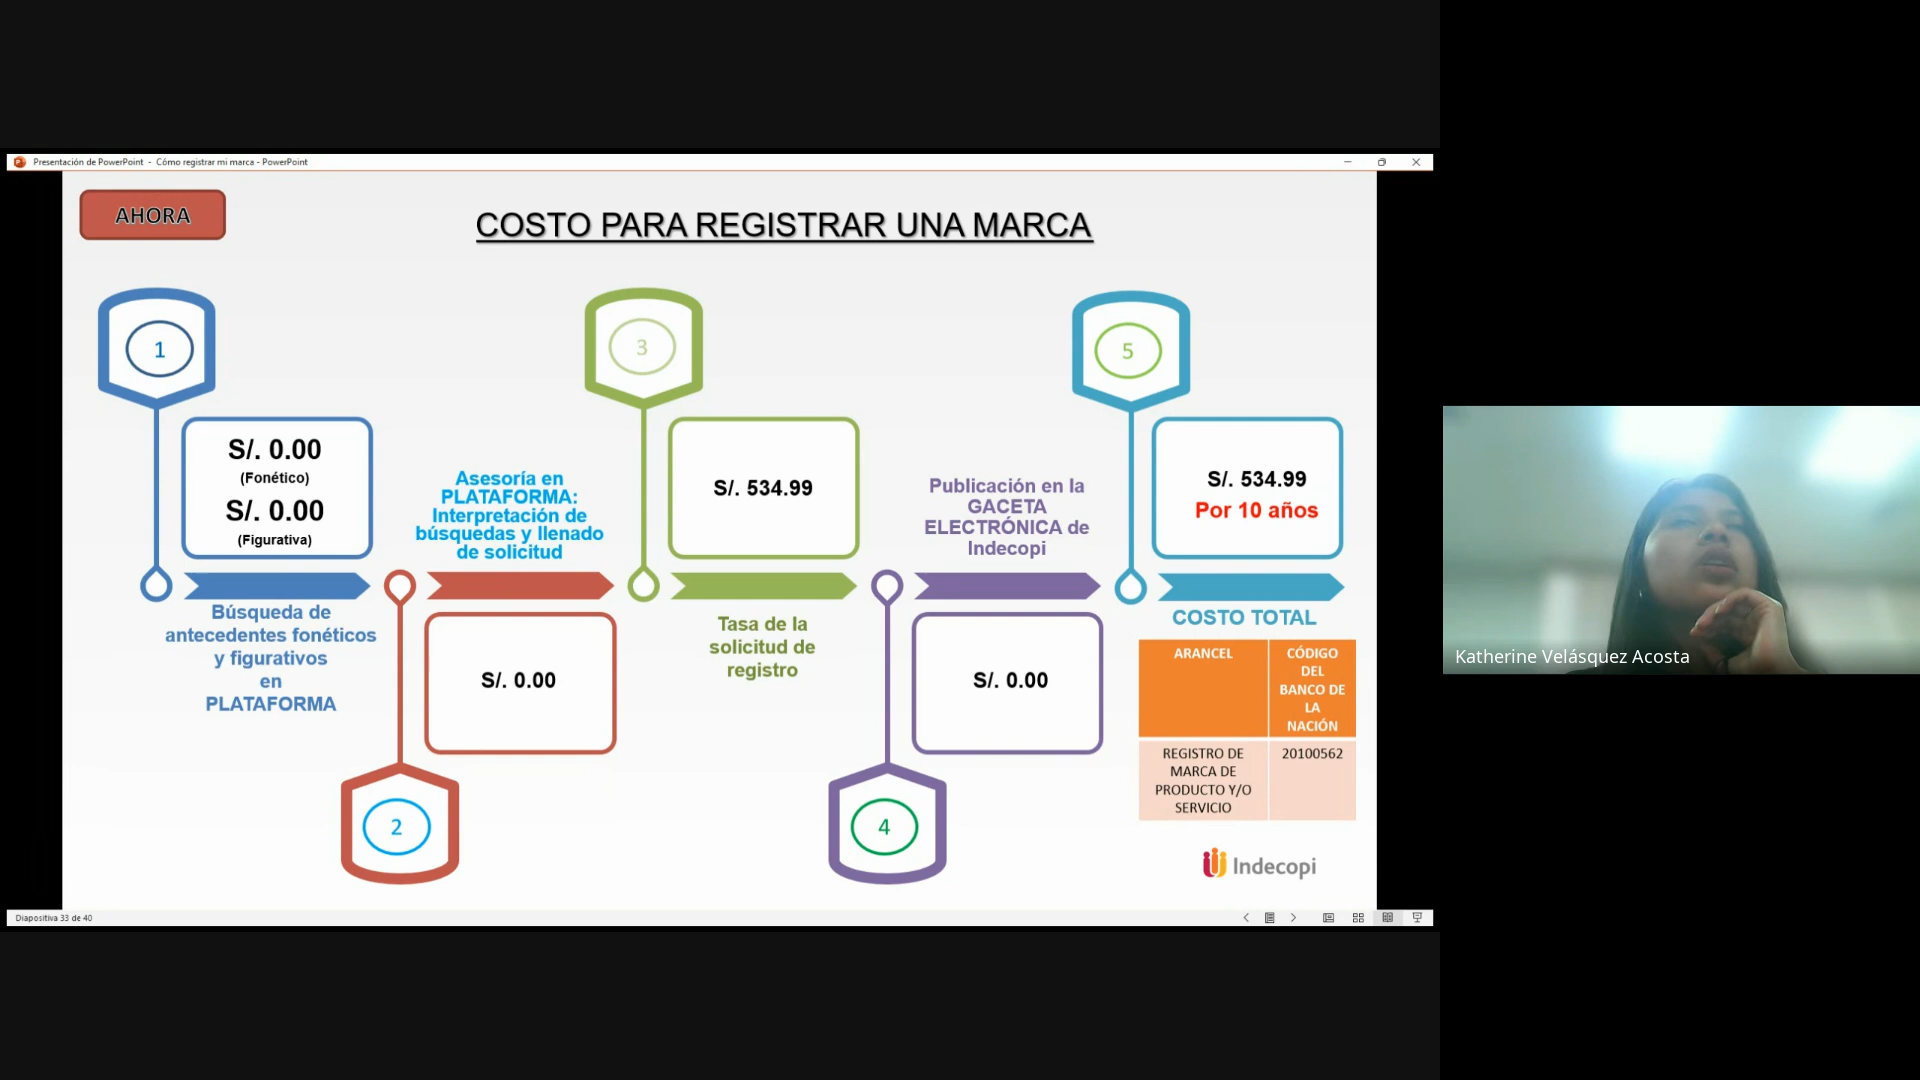 Presentación de PowerPoint - Cómo registrar mi marca - PowerPoint
AHORA
COSTO PARA REGISTRAR UNA MARCA
1
S/. 0.00
(Fonético)
S/. 0.00
(Figurativa)
Búsqueda de
antecedentes fonéticos
y figurativos
en
PLATAFORMA
Asesoría en
PLATAFORMA:
Interpretación de
búsquedas y llenado
de solicitud
S/. 0.00
2
3
S/. 534.99
Tasa de la
solicitud de
registro
Publicación en la
GACETA
ELECTRÓNICA de
Indecopi
S/. 0.00
4
5
S/. 534.99
Por 10 años
COSTO TOTAL
ARANCEL
CÓDIGO
DEL
BANCO DE
LA
NACIÓN
REGISTRO DE
MARCA DE
PRODUCTO Y/O
SERVICIO
20100562
Indecopi
Diapositiva 33 de 40
Katherine Velásquez Acosta